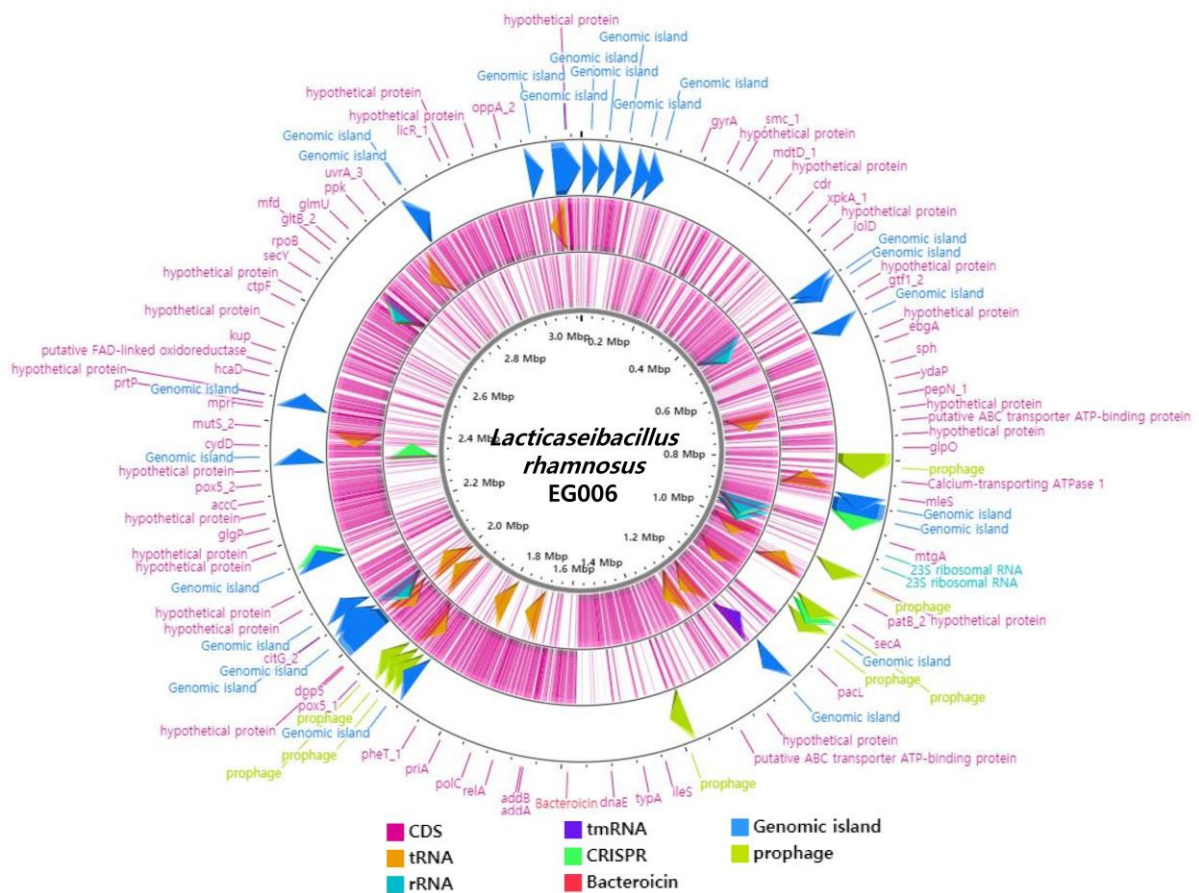 hypothetical protein
Genomic island
Genomic island
Genomic island
Genomic island
Genomic island
Genomic island
Genomic island
hypothetical protein
hypothetical protein
oppA_2
licR_1
Genomic island
Genomic island
uvrA_3
ppk
glmU
gltB_2
mfd
rpoB
secY
hypothetical protein
ctpF
hypothetical protein
kup
putative FAD-linked oxidoreductase
hcaD
hypothetical protein
Genomic island
prtP
mprF
mutS_2
cydD
Genomic island
hypothetical protein
pox5_2
accC
hypothetical protein
glgP
hypothetical protein
hypothetical protein
Genomic island
hypothetical protein
hypothetical protein
Genomic island
citG_2
Genomic island
Genomic island
dpp5
pox5_1
hypothetical protein
prophage
Genomic island
prophage
prophage
pheT_1
priA
polC
relA
addB
addA
Bacteroicin
dnaE
typA
ileS
prophage
putative ABC transporter ATP-binding protein
hypothetical protein
Genomic island
pacL
prophage
prophage
Genomic island
secA
hypothetical protein
patB_2
prophage
23S ribosomal RNA
23S ribosomal RNA
mtgA
Genomic island
Genomic island
mleS
Calcium-transporting ATPase 1
prophage
glpO
hypothetical protein
putative ABC transporter ATP-binding protein
hypothetical protein
pepN_1
ydaP
sph
ebgA
hypothetical protein
Genomic island
gtf1_2
hypothetical protein
Genomic island
Genomic island
iolD
hypothetical protein
xpkA_1
cdr
hypothetical protein
mdtD_1
hypothetical protein
smc_1
gyrA
3.0 Mbp
0.2 Mbp
0.4 Mbp
0.6 Mbp
0.8 Mbp
1.0 Mbp
1.2 Mbp
1.4 Mbp
1.6 Mbp
1.8 Mbp
2.0 Mbp
2.2 Mbp
2.4 Mbp
2.6 Mbp
2.8 Mbp
Lacticaseibacillus
rhamnosus
EG006
CDS
tRNA
rRNA
tmRNA
CRISPR
Bacteroicin
Genomic island
prophage